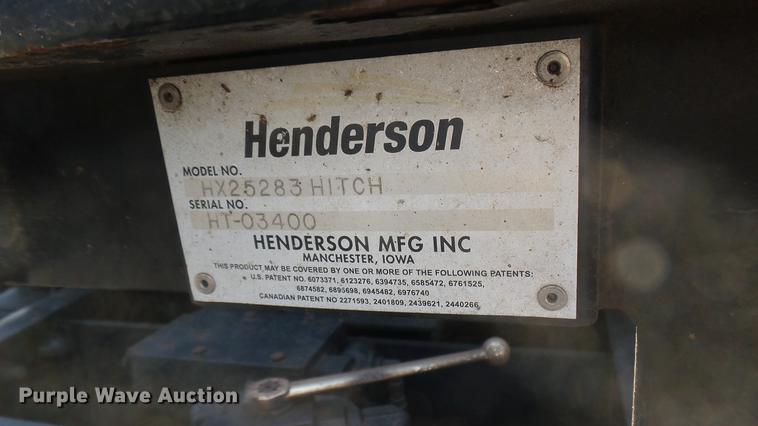 Henderson
MODEL NO.
HX25283 HITCH
SERIAL NO.
HT-03400
HENDERSON MFG INC
MANCHESTER, IOWA
THIS PRODUCT MAY BE COVERED BY ONE OR MORE OF THE FOLLOWING PATENTS:
U.S. PATENT NO. 6073371, 6123276, 6394735, 6585472, 6761525,
6874582, 6895698, 6945482, 6976740
CANADIAN PATENT NO 2271593, 2401809, 2439621, 2440266
Purple Wave Auction